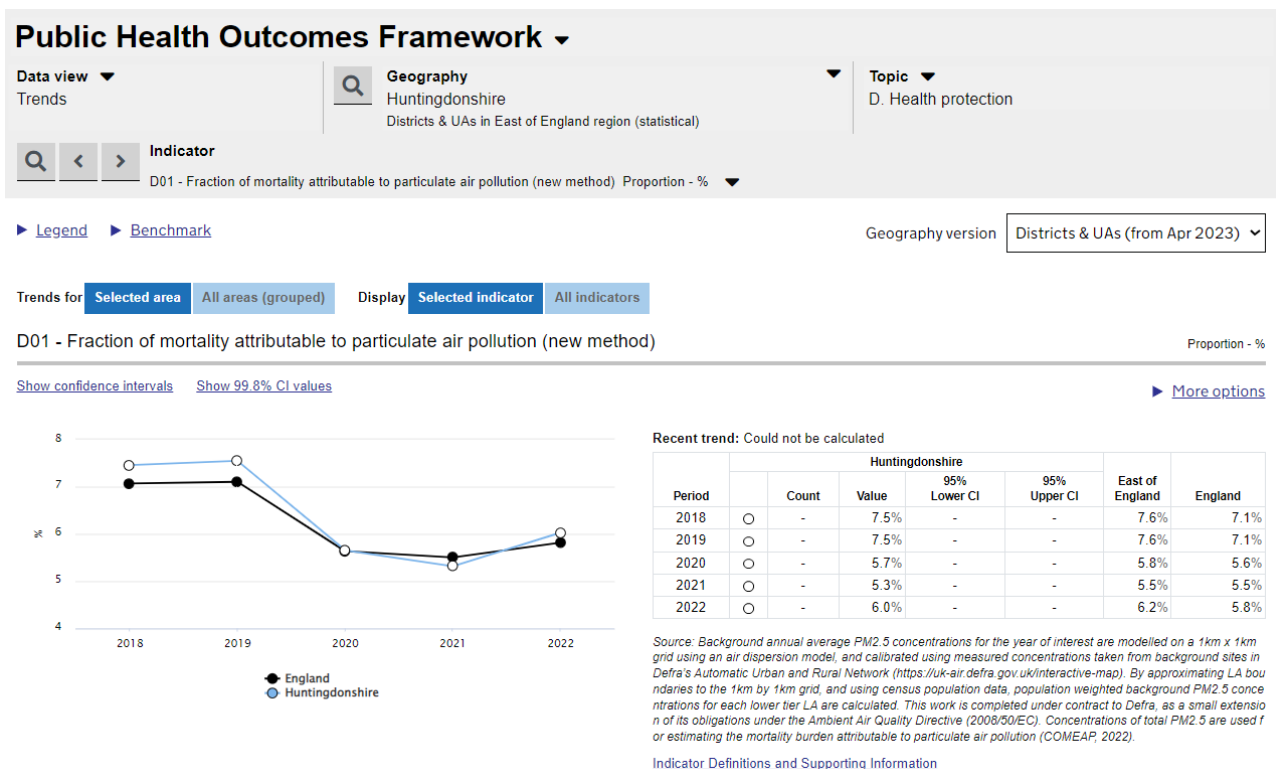 Public Health Outcomes Framework
Data view
Trends
Geography
Huntingdonshire
Districts & UAs in East of England region (statistical)
Topic
D. Health protection
Indicator
D01 - Fraction of mortality attributable to particulate air pollution (new method) Proportion - %
Legend Benchmark
Geography version Districts & UAs (from Apr 2023)
Trends for Selected area All areas (grouped) Display Selected indicator All indicators
D01 - Fraction of mortality attributable to particulate air pollution (new method) Proportion - %
Show confidence intervals Show 99.8% CI values
More options
8
7
6
5
4
%
2018 2019 2020 2021 2022
England
Huntingdonshire
Recent trend: Could not be calculated
Huntingdonshire
Period Count Value 95% Lower CI 95% Upper CI East of England England
2018 - 7.5% - - 7.6% 7.1%
2019 - 7.5% - - 7.6% 7.1%
2020 - 5.7% - - 5.8% 5.6%
2021 - 5.3% - - 5.5% 5.5%
2022 - 6.0% - - 6.2% 5.8%
Source: Background annual average PM2.5 concentrations for the year of interest are modelled on a 1km x 1km
grid using an air dispersion model, and calibrated using measured concentrations taken from background sites in
Defra's Automatic Urban and Rural Network (https://uk-air.defra.gov.uk/interactive-map). By approximating LA bou
ndaries to the 1km by 1km grid, and using census population data, population weighted background PM2.5 conce
ntrations for each lower tier LA are calculated. This work is completed under contract to Defra, as a small extensio
n of its obligations under the Ambient Air Quality Directive (2008/50/EC). Concentrations of total PM2.5 are used f
or estimating the mortality burden attributable to particulate air pollution (COMEAP, 2022).
Indicator Definitions and Supporting Information